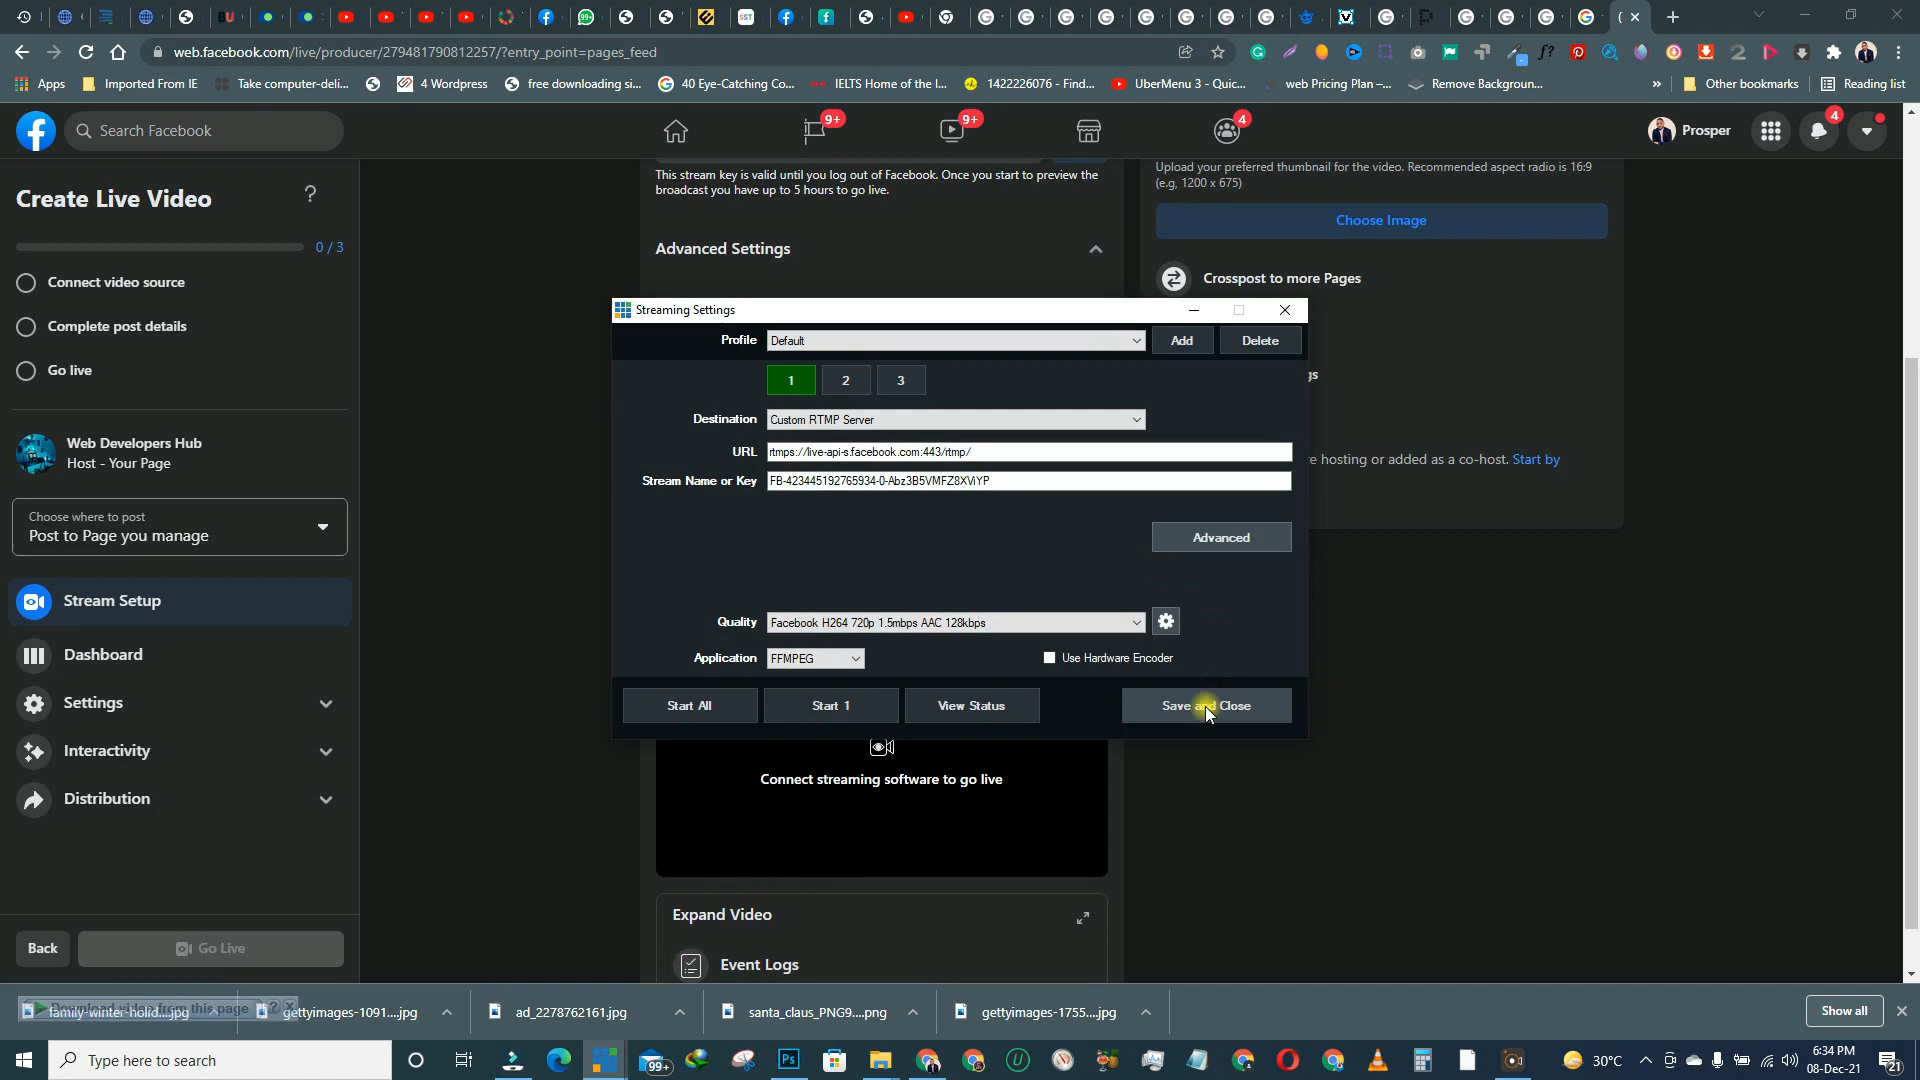 BU
99+
SST
web.facebook.com/live/producer/279481790812257/?entry_point=pages_feed
Apps
Imported From IE
Take computer-deli...
4 Wordpress
free downloading si...
40 Eye-Catching Co...
IELTS Home of the I...
1422226076 - Find...
UberMenu 3 - Quic...
web Pricing Plan –...
Remove Backgroun...
»
Other bookmarks
Reading list
Search Facebook
9+
9+
4
Prosper
4
Create Live Video
?
0 / 3
Connect video source
Complete post details
Go live
Web Developers Hub
Host - Your Page
Choose where to post
Post to Page you manage
Stream Setup
Dashboard
Settings
Interactivity
Distribution
Back
Go Live
This stream key is valid until you log out of Facebook. Once you start to preview the
broadcast you have up to 5 hours to go live.
Advanced Settings
Upload your preferred thumbnail for the video. Recommended aspect radio is 16:9
(e.g, 1200 x 675)
Choose Image
Crosspost to more Pages
gs
e hosting or added as a co-host. Start by
Streaming Settings
Profile
Default
Add
Delete
1
2
3
Destination
Custom RTMP Server
URL
rtmps://live-api-s.facebook.com:443/rtmp/
Stream Name or Key
FB-423445192765934-0-Abz3B5VMFZ8XViYP
Advanced
Quality
Facebook H264 720p 1.5mbps AAC 128kbps
Application
FFMPEG
Use Hardware Encoder
Start All
Start 1
View Status
Save and Close
Connect streaming software to go live
Expand Video
Event Logs
Download video from this page
?
family-winter-holid....jpg
gettyimages-1091....jpg
ad_2278762161.jpg
santa_claus_PNG9....png
gettyimages-1755....jpg
Show all
Type here to search
99+
Ps
30°C
6:34 PM
08-Dec-21
21